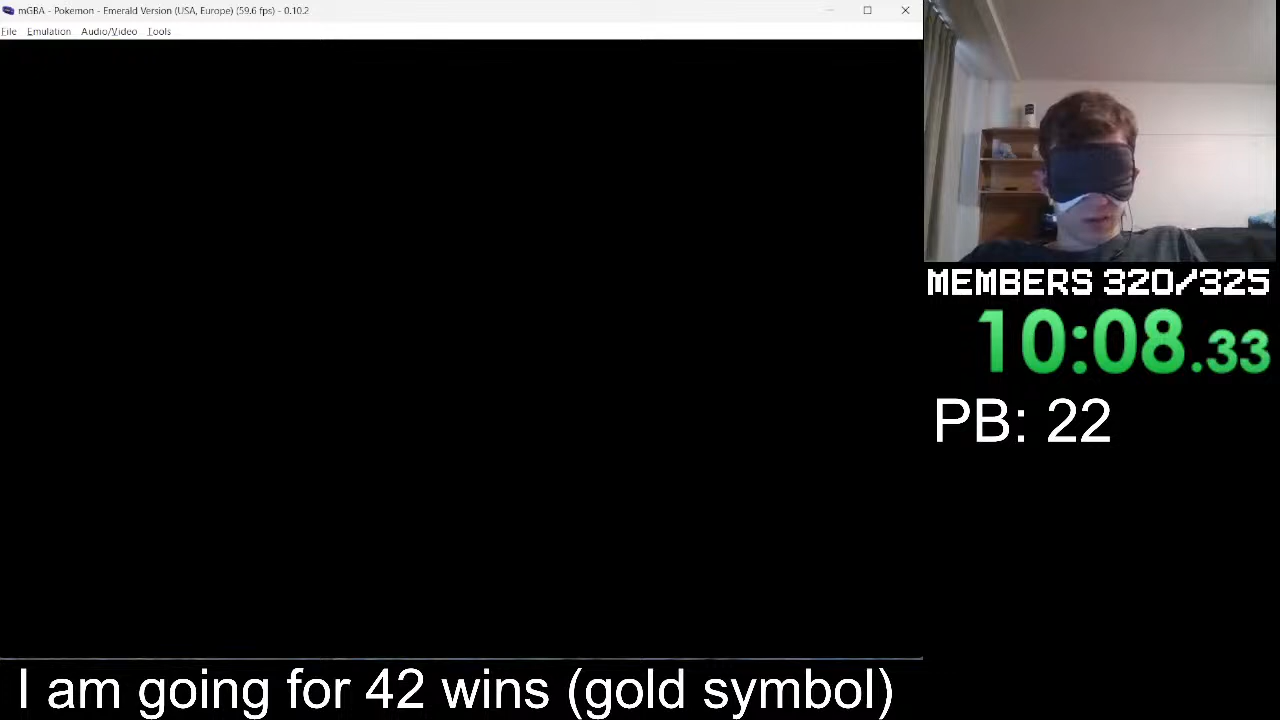 mGBA - Pokemon - Emerald Version (USA, Europe) (59.6 fps) - 0.10.2
File Emulation Audio/Video Tools
MEMBERS 320/325
10:08.33
PB: 22
I am going for 42 wins (gold symbol)